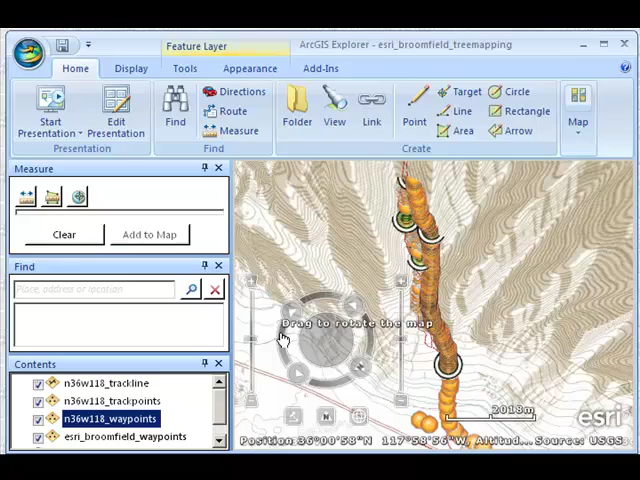 Feature Layer
ArcGIS Explorer - esri_broomfield_treemapping
Home Display Tools Appearance Add-Ins
Start Presentation
Edit Presentation
Find
Directions
Route
Measure
Folder
View
Link
Point
Target
Line
Area
Circle
Rectangle
Arrow
Map
Presentation
Find
Create
Measure
Clear
Add to Map
Find
Place, address or location
Contents
n36w118_trackline
n36w118_trackpoints
n36w118_waypoints
esri_broomfield_waypoints
Drag to rotate the map
N
2018m
esri
Position: 36°00'58"N 117°58'56"W, Altitud... Source: USGS